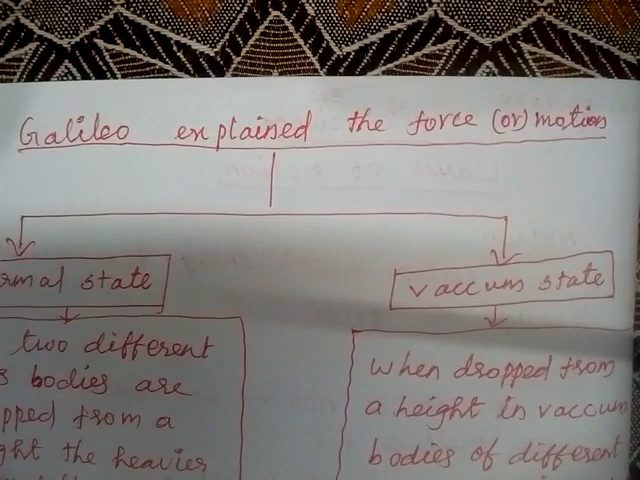 Galileo explained the force (or) motion
rmal state
vaccum state
two different
s bodies are
pped from a
ght the heavier
when dropped from
a height in vaccum
bodies of different